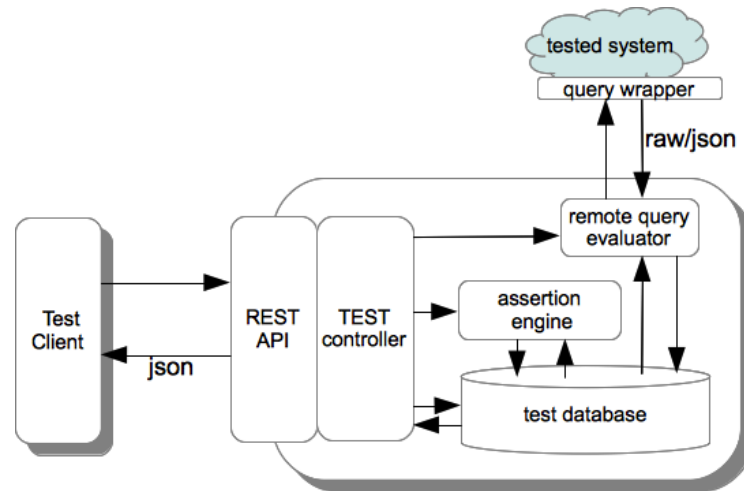 tested system
query wrapper
raw/json
remote query
evaluator
Test
Client
REST
API
TEST
controller
assertion
engine
json
test database